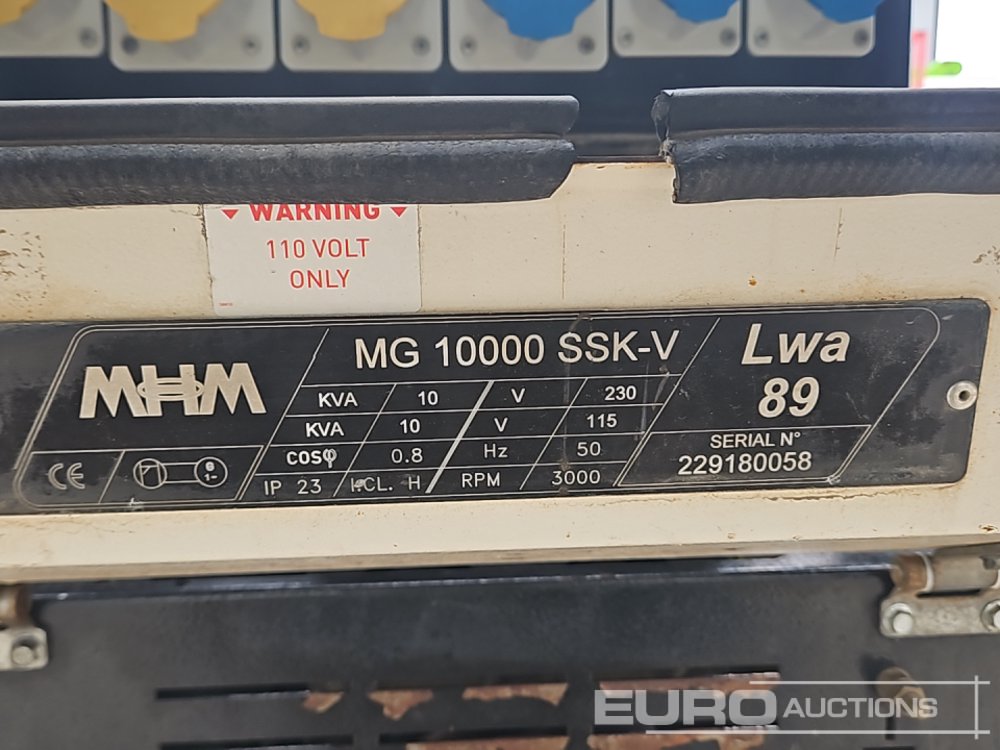 WARNING
110 VOLT
ONLY
MHM
MG 10000 SSK-V
Lwa
89
KVA 10 V 230
KVA 10 V 115
cosφ 0.8 Hz 50
IP 23 I.CL. H RPM 3000
CE
G
1~
SERIAL N°
229180058
EURO AUCTIONS